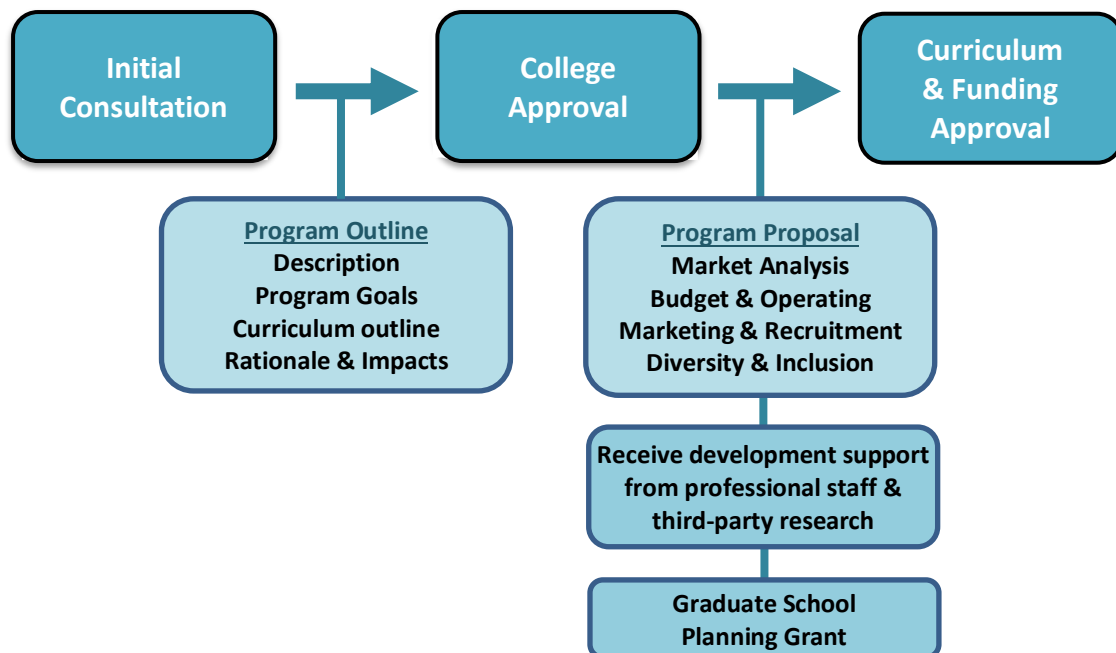 Initial
Consultation
College
Approval
Curriculum
& Funding
Approval
Program Outline
Description
Program Goals
Curriculum outline
Rationale & Impacts
Program Proposal
Market Analysis
Budget & Operating
Marketing & Recruitment
Diversity & Inclusion
Receive development support
from professional staff &
third-party research
Graduate School
Planning Grant